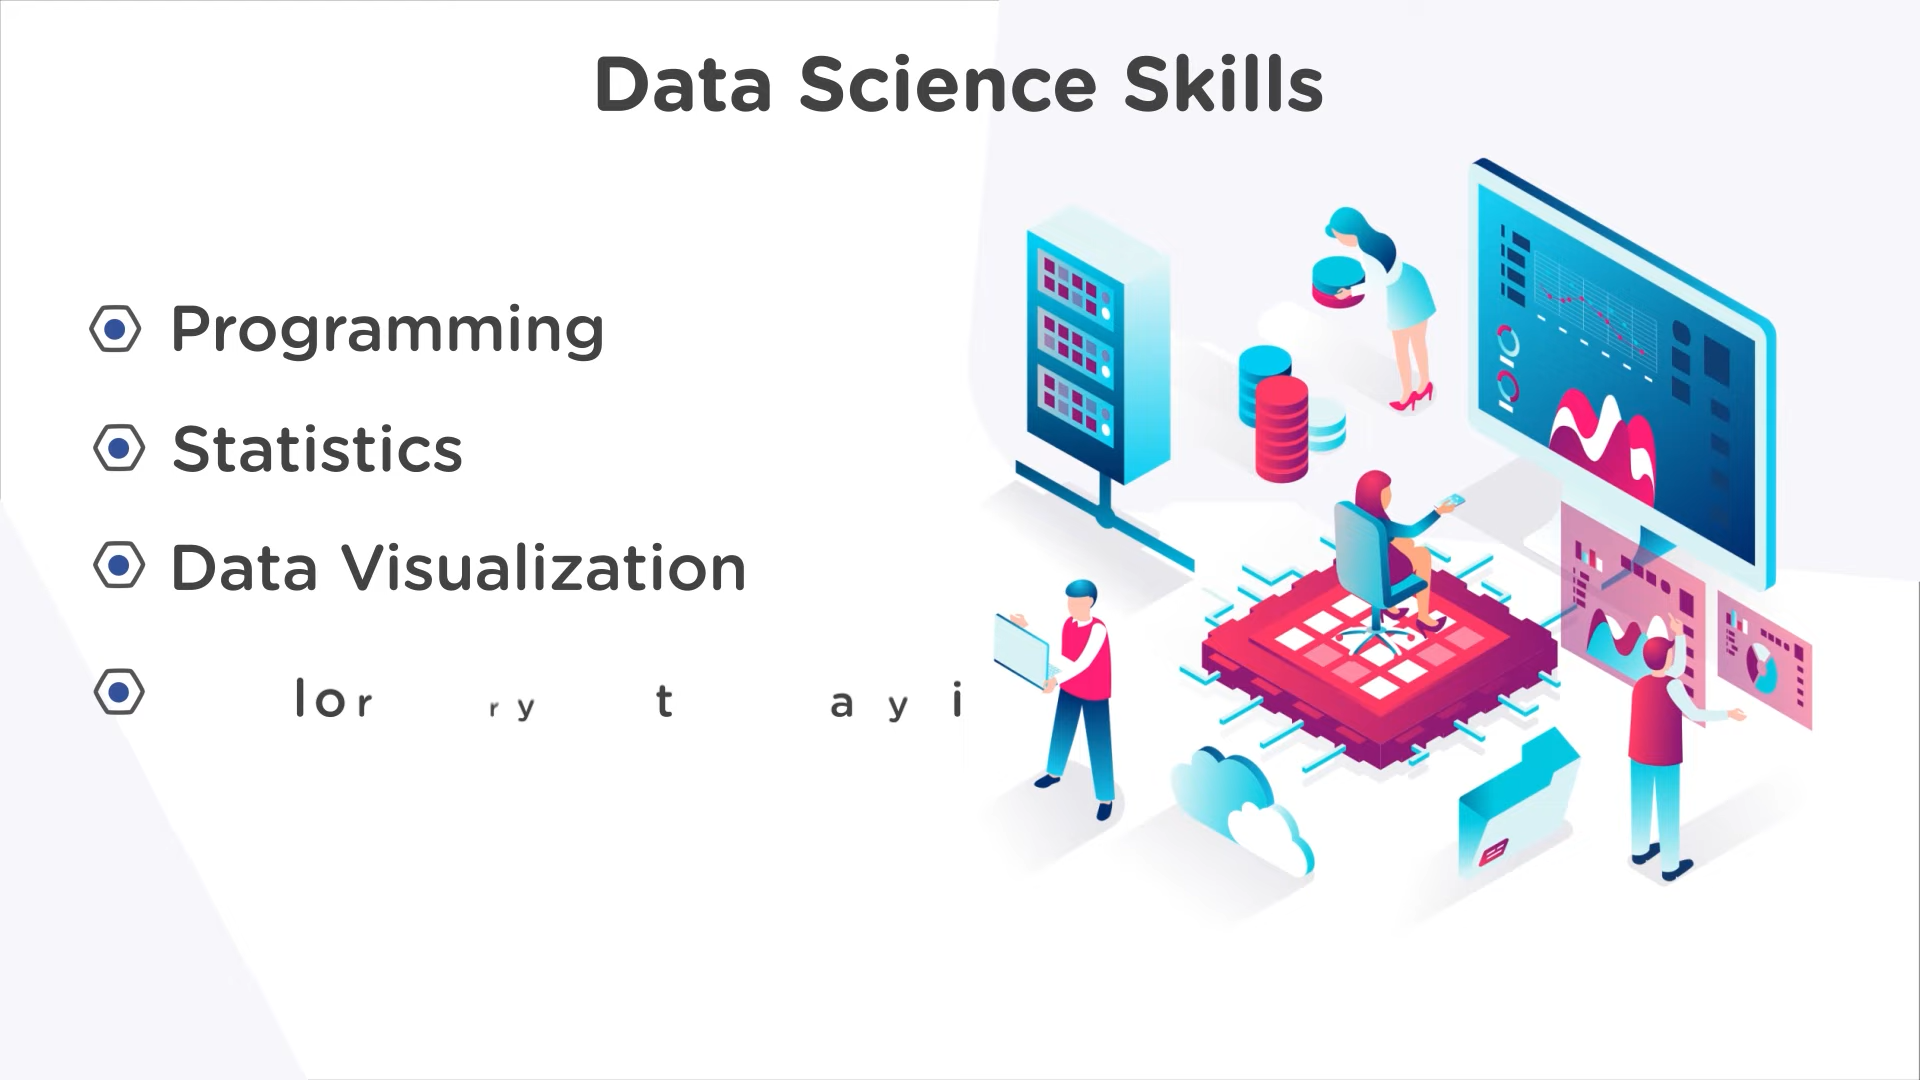 Data Science Skills
Programming
Statistics
Data Visualization